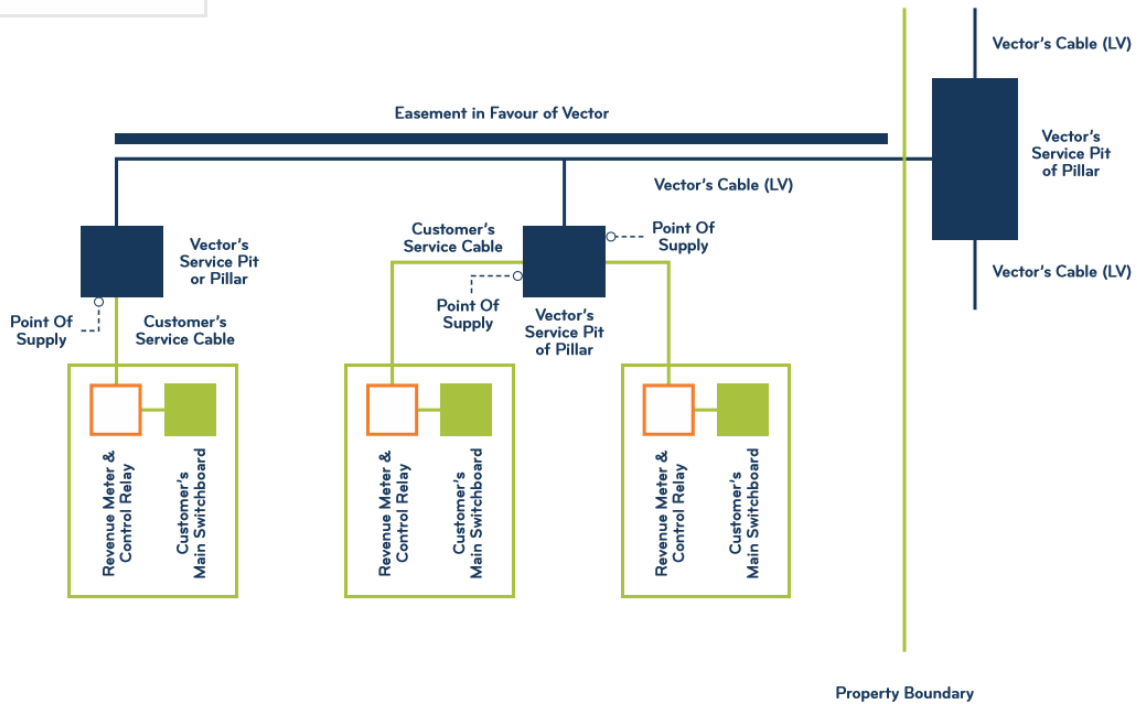 Vector's Cable (LV)
Easement in Favour of Vector
Vector's
Service Pit
of Pillar
Vector's Cable (LV)
Customer's
Service Cable
Point Of
Supply
Vector's
Service Pit
or Pillar
Vector's Cable (LV)
Point Of
Supply
Vector's
Service Pit
of Pillar
Point Of
Supply
Customer's
Service Cable
Revenue Meter &
Control Relay
Customer's
Main Switchboard
Revenue Meter &
Control Relay
Customer's
Main Switchboard
Revenue Meter &
Control Relay
Customer's
Main Switchboard
Property Boundary